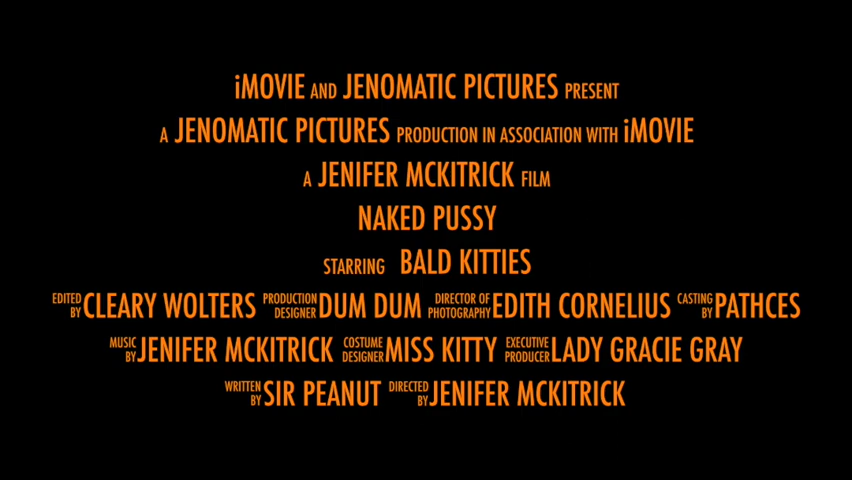 iMOVIE AND JENOMATIC PICTURES PRESENT
A JENOMATIC PICTURES PRODUCTION IN ASSOCIATION WITH iMOVIE
A JENIFER MCKITRICK FILM
NAKED PUSSY
STARRING BALD KITTIES
EDITED BY CLEARY WOLTERS PRODUCTION DESIGNER DUM DUM DIRECTOR OF PHOTOGRAPHY EDITH CORNELIUS CASTING BY PATHCES
MUSIC BY JENIFER MCKITRICK COSTUME DESIGNER MISS KITTY EXECUTIVE PRODUCER LADY GRACIE GRAY
WRITTEN BY SIR PEANUT DIRECTED BY JENIFER MCKITRICK